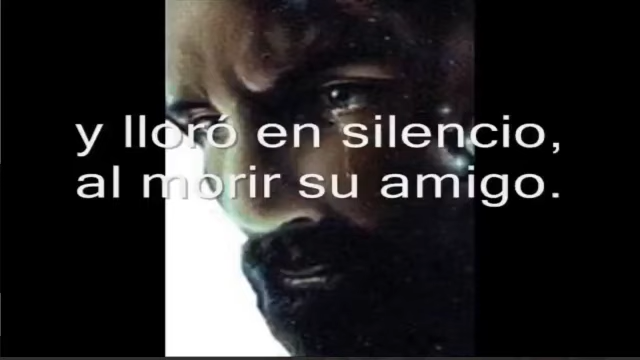 y lloró en silencio,
al morir su amigo.